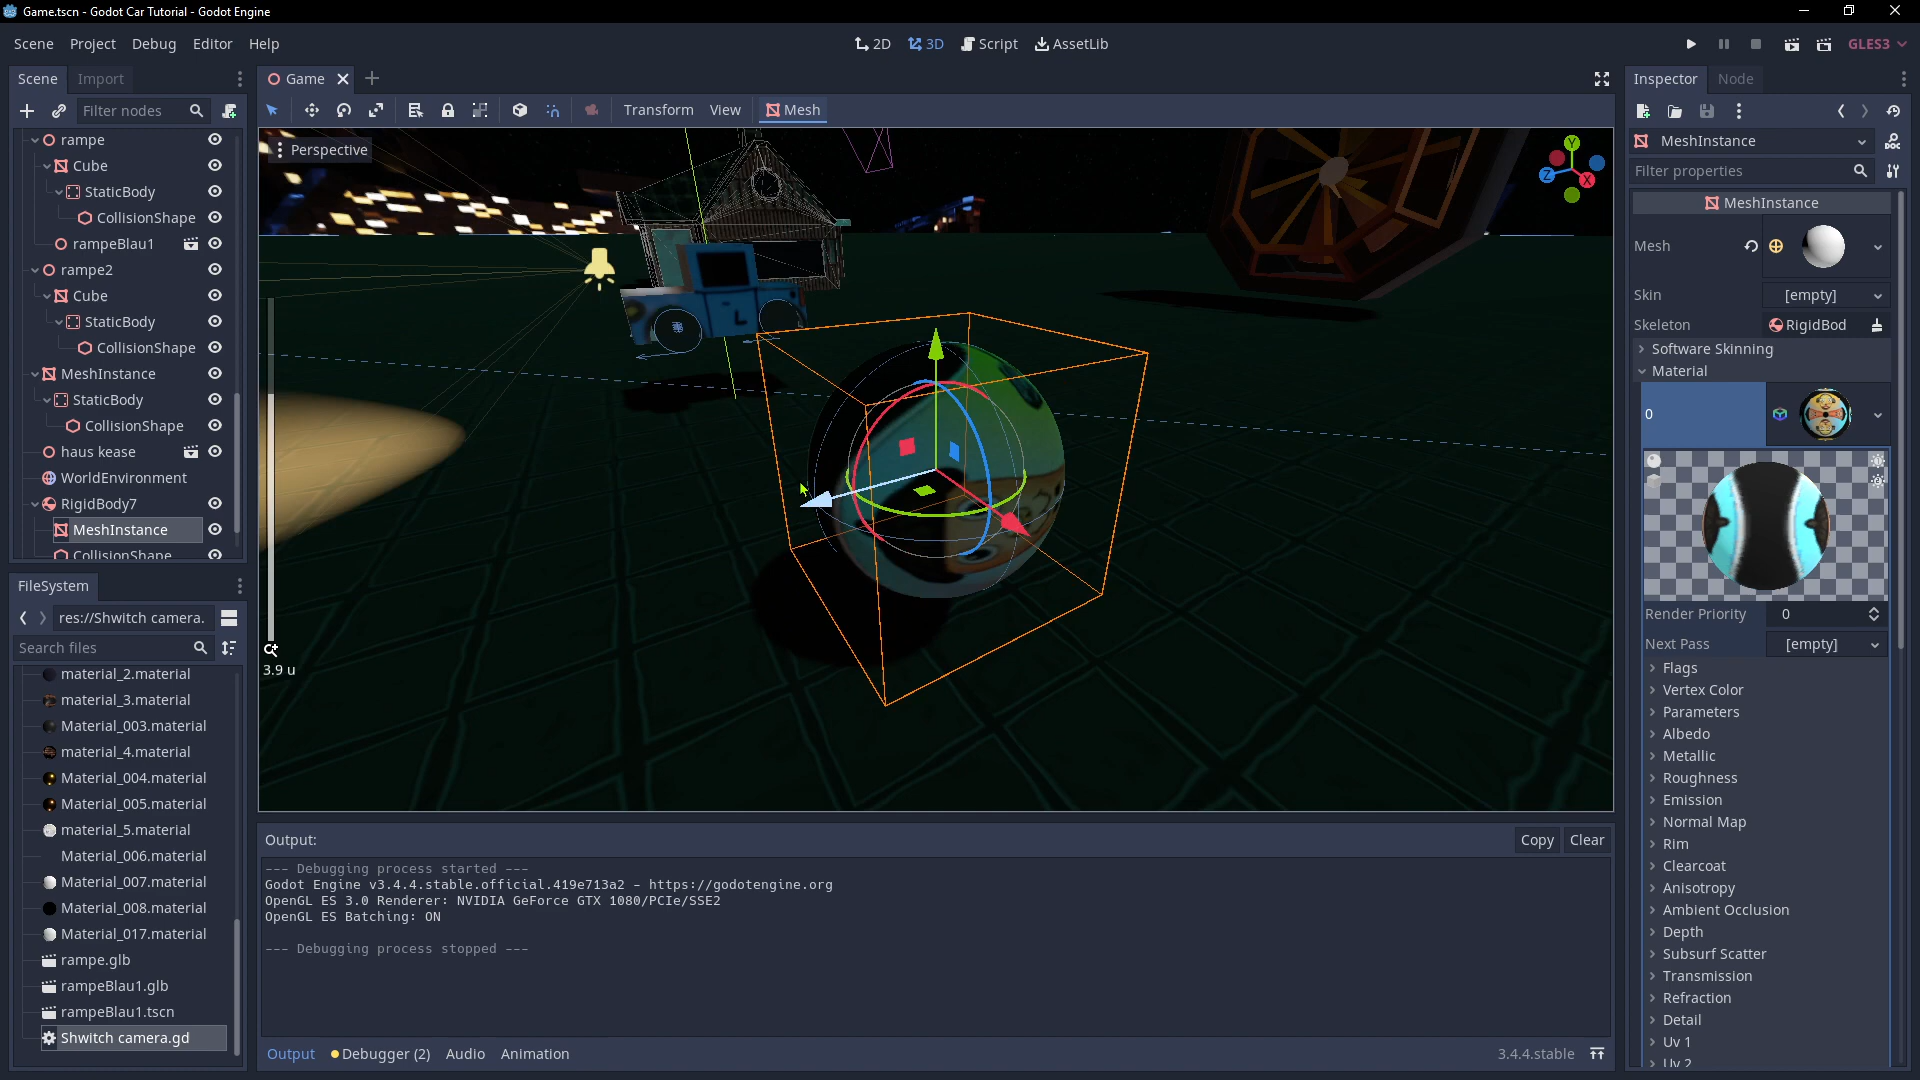 Game.tscn - Godot Car Tutorial - Godot Engine
Scene Project Debug Editor Help
2D 3D Script AssetLib
GLES3
Scene Import
Filter nodes
rampe
Cube
StaticBody
CollisionShape
rampeBlau1
rampe2
Cube
StaticBody
CollisionShape
MeshInstance
StaticBody
CollisionShape
haus kease
WorldEnvironment
RigidBody7
MeshInstance
CollisionShape
FileSystem
res://Shwitch camera.
Search files
material_2.material
material_3.material
Material_003.material
material_4.material
Material_004.material
Material_005.material
material_5.material
Material_006.material
Material_007.material
Material_008.material
Material_017.material
rampe.glb
rampeBlau1.glb
rampeBlau1.tscn
Shwitch camera.gd
Game
Transform View Mesh
Perspective
Y
Z
X
3.9 u
Output:
Copy Clear
--- Debugging process started ---
Godot Engine v3.4.4.stable.official.419e713a2 - https://godotengine.org
OpenGL ES 3.0 Renderer: NVIDIA GeForce GTX 1080/PCIe/SSE2
OpenGL ES Batching: ON
--- Debugging process stopped ---
Output Debugger (2) Audio Animation
3.4.4.stable
Inspector Node
MeshInstance
Filter properties
MeshInstance
Mesh
Skin [empty]
Skeleton RigidBod
Software Skinning
Material
0
Render Priority 0
Next Pass [empty]
Flags
Vertex Color
Parameters
Albedo
Metallic
Roughness
Emission
Normal Map
Rim
Clearcoat
Anisotropy
Ambient Occlusion
Depth
Subsurf Scatter
Transmission
Refraction
Detail
Uv 1
Uv 2